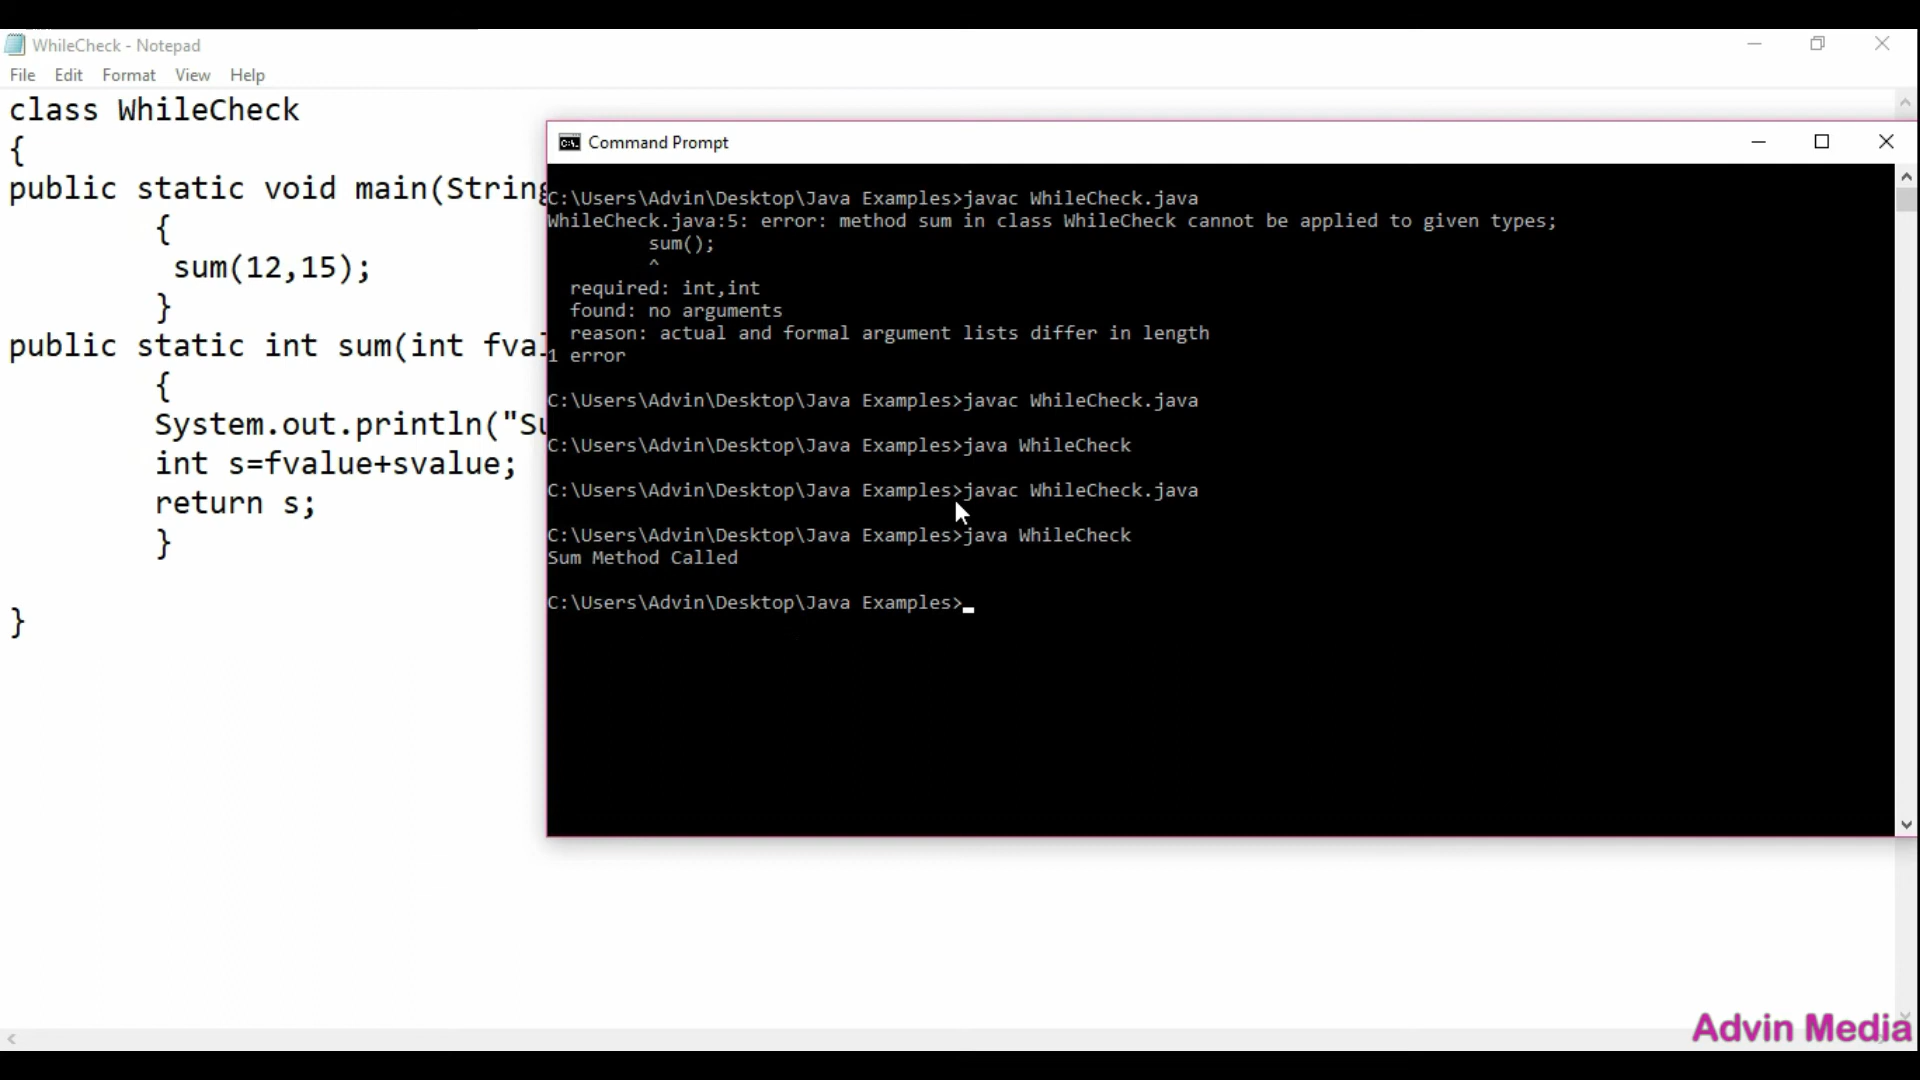 WhileCheck - Notepad
File Edit Format View Help
class WhileCheck
{
public static void main(String
{
sum(12,15);
}
public static int sum(int fval
{
System.out.println("Su
int s=fvalue+svalue;
return s;
}
}
Command Prompt
C:\Users\Advin\Desktop\Java Examples>javac WhileCheck.java
WhileCheck.java:5: error: method sum in class WhileCheck cannot be applied to given types;
sum();
^
required: int,int
found: no arguments
reason: actual and formal argument lists differ in length
1 error
C:\Users\Advin\Desktop\Java Examples>javac WhileCheck.java
C:\Users\Advin\Desktop\Java Examples>java WhileCheck
C:\Users\Advin\Desktop\Java Examples>javac WhileCheck.java
C:\Users\Advin\Desktop\Java Examples>java WhileCheck
Sum Method Called
C:\Users\Advin\Desktop\Java Examples>
Advin Media